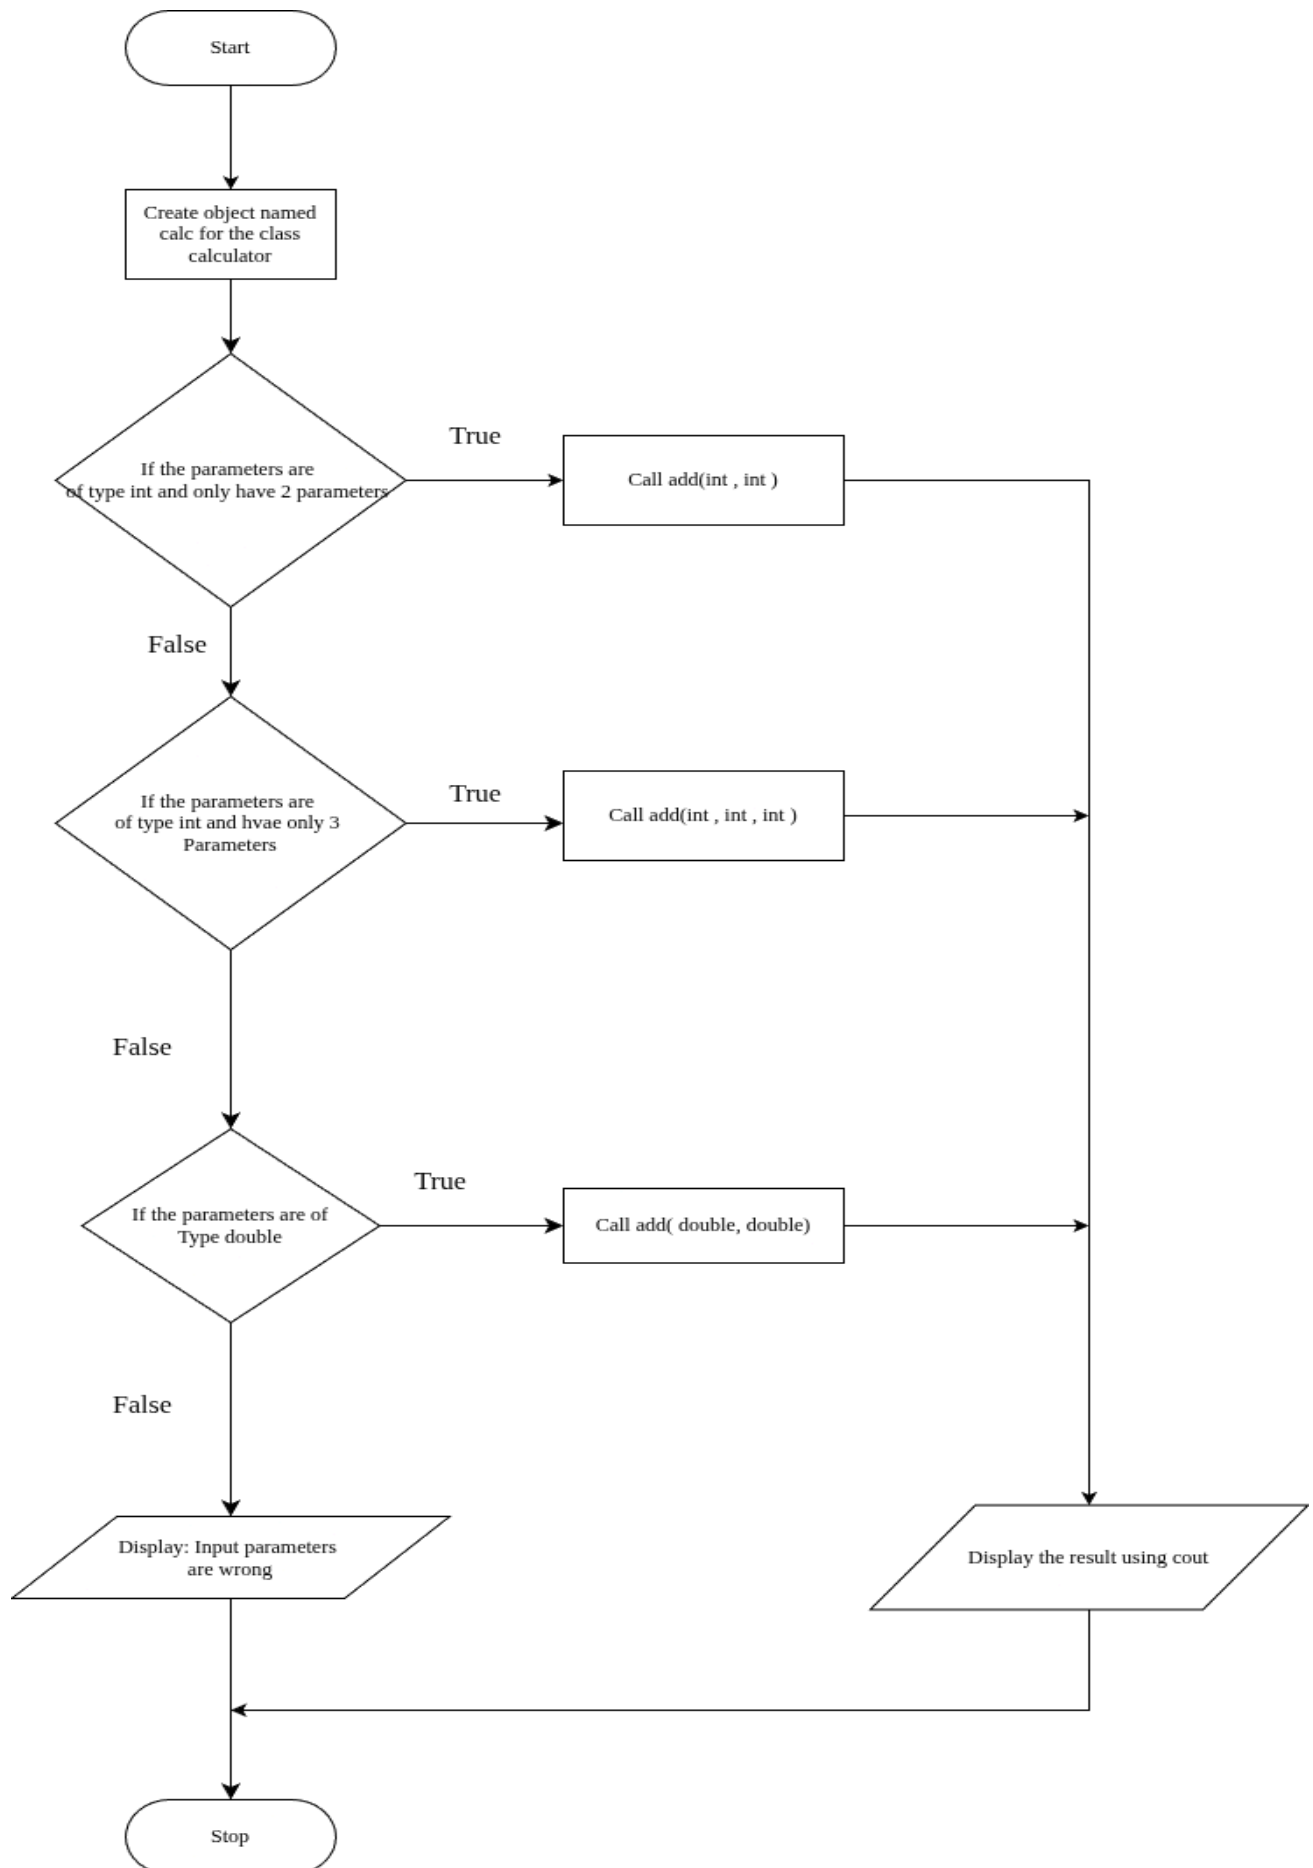 Start
Create object named
calc for the class
calculator
If the parameters are
of type int and only have 2 parameters
True
Call add(int , int )
False
If the parameters are
of type int and hvae only 3
Parameters
True
Call add(int , int , int )
False
If the parameters are of
Type double
True
Call add( double, double)
False
Display: Input parameters
are wrong
Display the result using cout
Stop